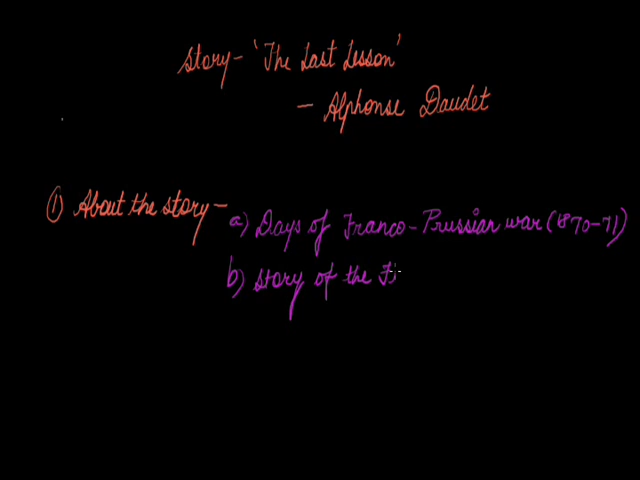 Story - 'The Last Lesson'
- Alphonse Daudet
① About the story -
a) Days of Franco - Prussian war (1870-71)
b) Story of the